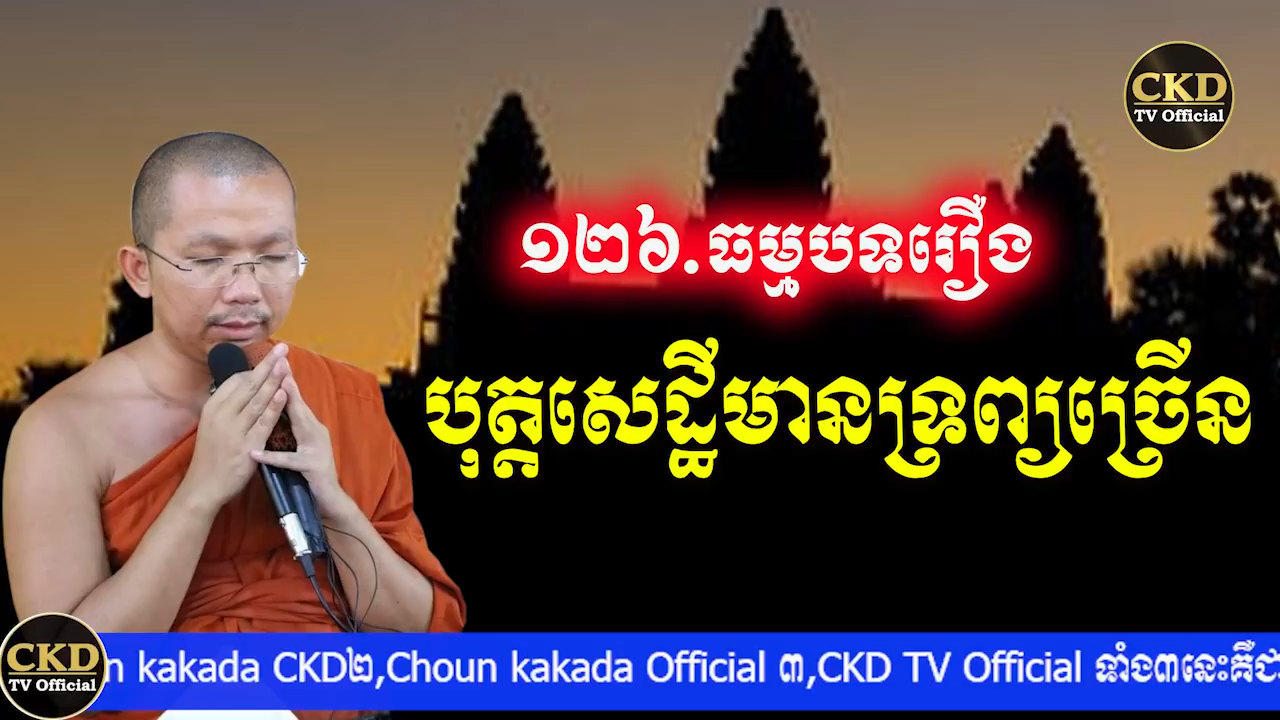 CKD
TV Official
១២៦.ធម្មបទរឿង
បុត្តសេដ្ឋីមានទ្រព្យច្រើន
CKD
TV Official
kakada CKD២,Choun kakada Official ៣,CKD TV Official ទាំង៣នេះគឺជា